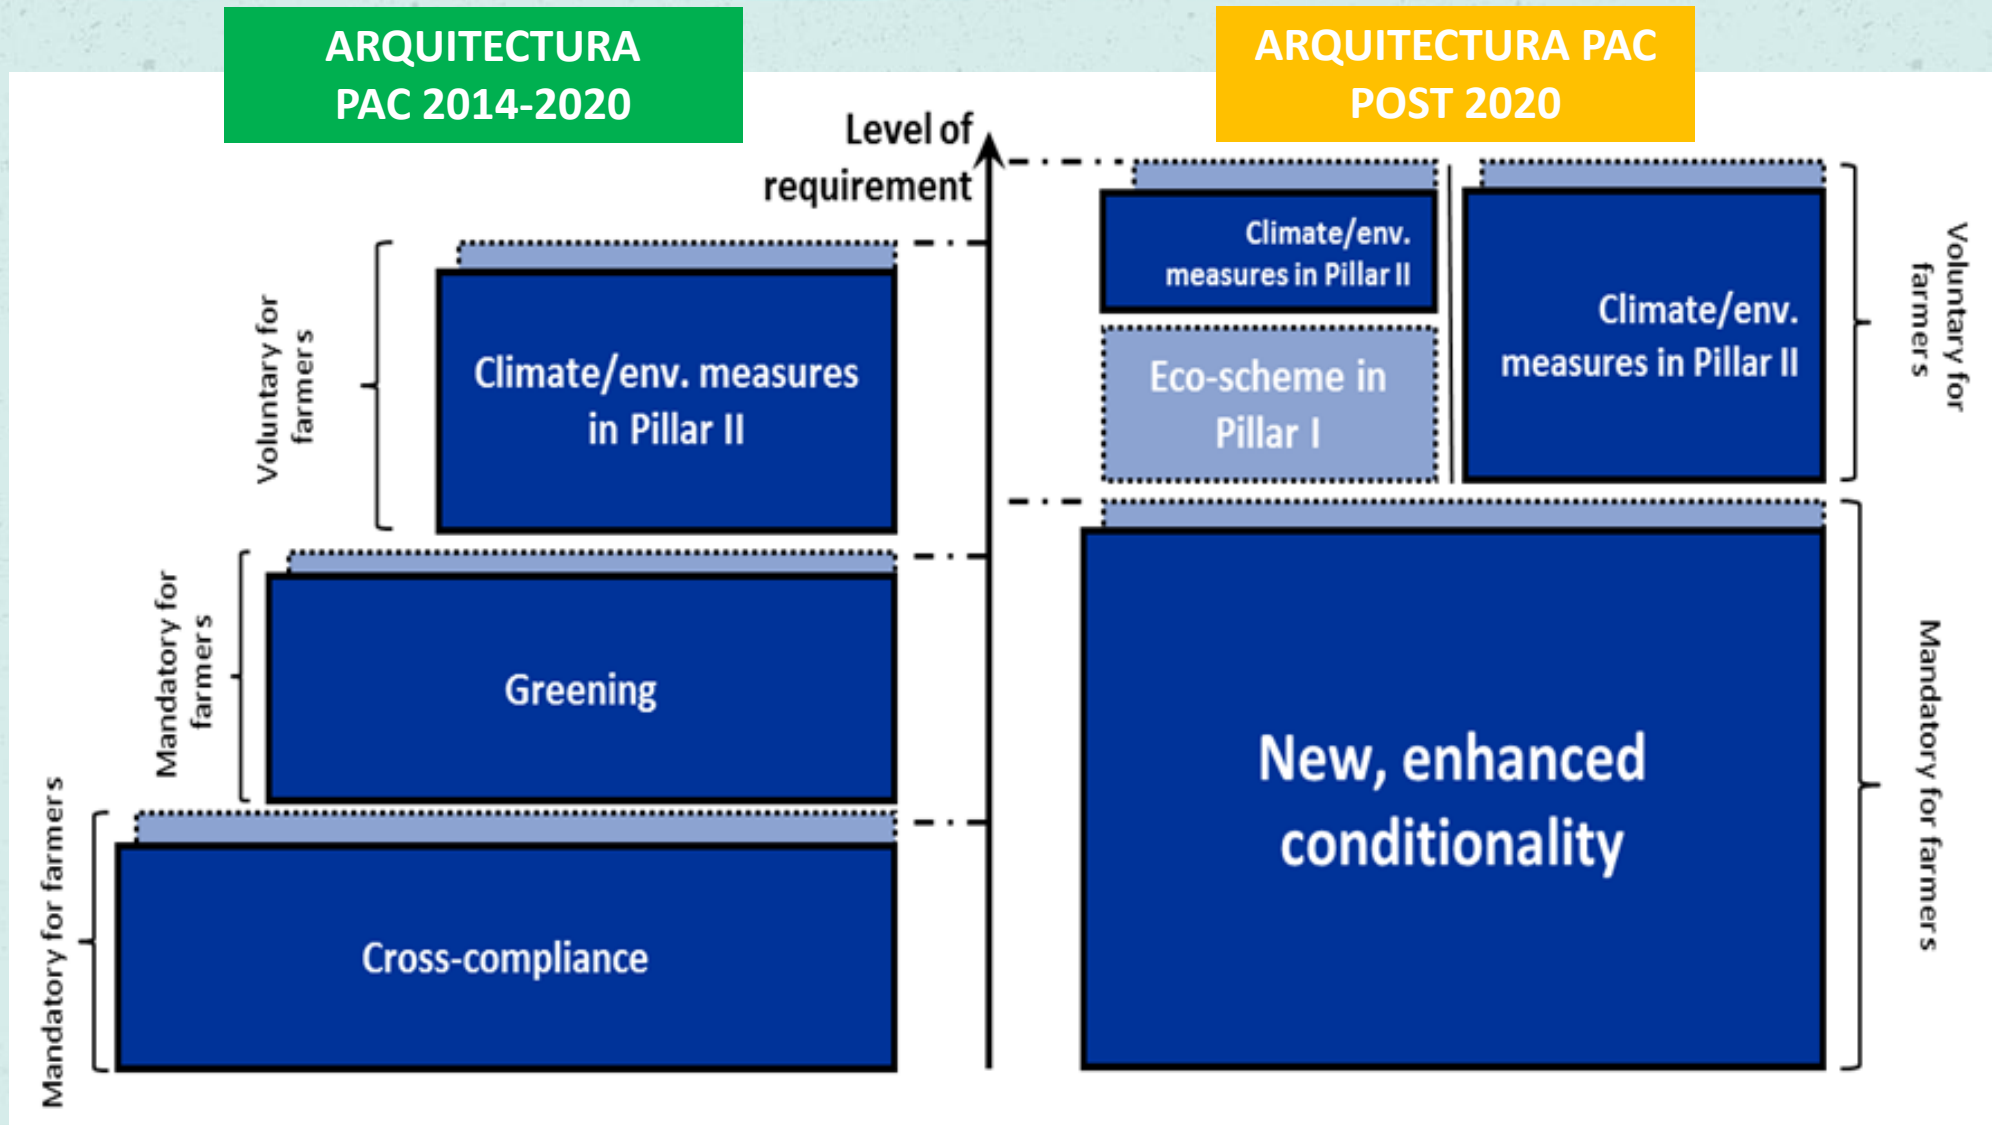 ARQUITECTURA
PAC 2014-2020
ARQUITECTURA PAC
POST 2020
Level of
requirement
Voluntary for
farmers
Climate/env. measures
in Pillar II
Mandatory for
farmers
Greening
Mandatory for farmers
Cross-compliance
Climate/env.
measures in Pillar II
Eco-scheme in
Pillar I
Climate/env.
measures in Pillar II
Voluntary for
farmers
New, enhanced
conditionality
Mandatory for farmers